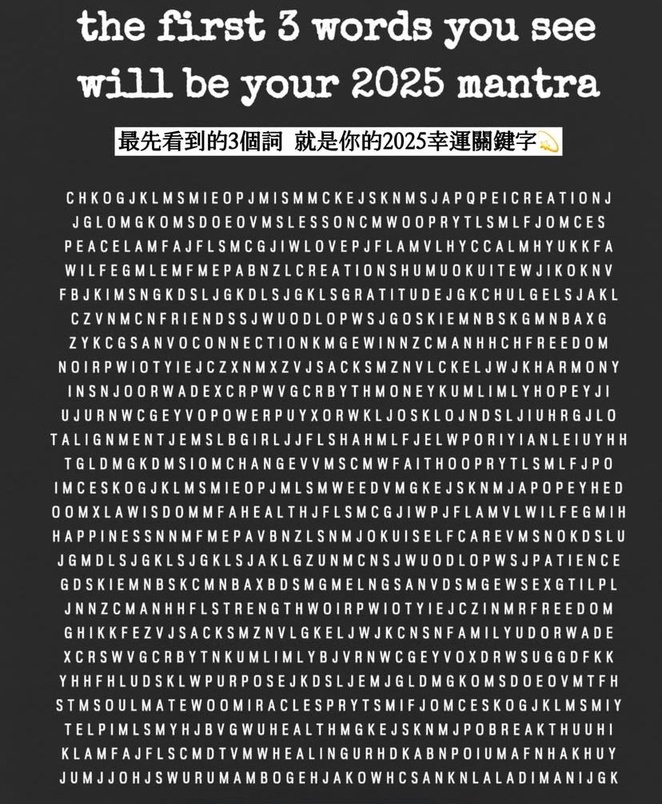 the first 3 words you see
will be your 2025 mantra
最先看到的3個詞 就是你的2025幸運關鍵字💫
CHKOGJKLMSMIEOPJMISMMCKEJSKNMSJAPQPEICREATIONJ
JGLOMGKOMSDOEOVMSLESSONCMWOOPRYTLSMLFJOMCES
PEACELAMFAJFLSMCGJIWLOVEPJFLAMVLHYCCALMHYUKKFA
WILFEGMLEMFMEPABNZLCREATIONSHUMUOKUITEWJIKOKNV
FBJKIMSNGKDSLJGKDLSJGKLSGRATITUDEJGKCHULGELSJAKL
CZVNMCNFRIENDSSJWUODLOPWSJGOSKIEMNBSKGMNBAXG
ZYKCGSANVOCONNECTIONKMGEWINNZCMANHHCHFREEDOM
NOIRPWIOTYIEJCZXNMXZVJSACKSMZNVLCKELJWJKHARMONY
INSNJOORWADEXCRPWVGCRBYTHMONEYKUMLIMLYHOPEYJI
UJURNWCGEYVOPOWERPUYXORWKLJOSKLOJNDSLJIUHRGJLO
TALIGNMENTJEMSLBGIRLJJFLSHAHMLFJELWPORIYIANLEIUYHH
TGLDMGKDMSIOMCHANGEVVMSCMWFAITHOOPRYTLSMLFJPO
IMCESKOGJKLMSMIEOPJMLSMWEEDVMGKEJSKNMJAPOPEYHED
OOMXLAWISDOMMFAHEALTHJFLSMCGJIWPJFLAMVLWILFEGMIH
HAPPINESSNNMFMEPAVBNZLSNMJOKUISELFCAREVMSNOKDSLU
JGMDLSJGKLSJGKLSJAKLGZUNMCNSJWUODLOPWSJPATIENCE
GDSKIEMNBSKCMNBAXBDSMGMELNGSANVDSMGEWSEXGTILPL
JNNZCMANHHFLSTRENGTHWOIRPWIOTYIEJCZINMRFREEDOM
GHIKKFEZVJSACKSMZNVLGKELJWJKCNSNFAMILYUDORWADE
XCRSWVGCRBYTNKUMLIMLYBJVRNWCGEYVOXDRWSUGGDFKK
YHHFHLUDSKLWPURPOSEJKDSLJEMJGLDMGKOMSDOEOVMTFH
STMSOULMATEWOOMIRACLESPRYTSMIFJOMCESKOGJKLMSMIY
TELPIMLSMYHJBVGWUHEALTHMGKEJSKNMJPOBREAKTHUUHI
KLAMFAJFLSCMDTVMWHEALINGURHDKABNPOIUMAFNHAKHUY
JUMJJOHJSWURUMAMBOGEHJAKOWHCSANKNLALADIMANIJGK